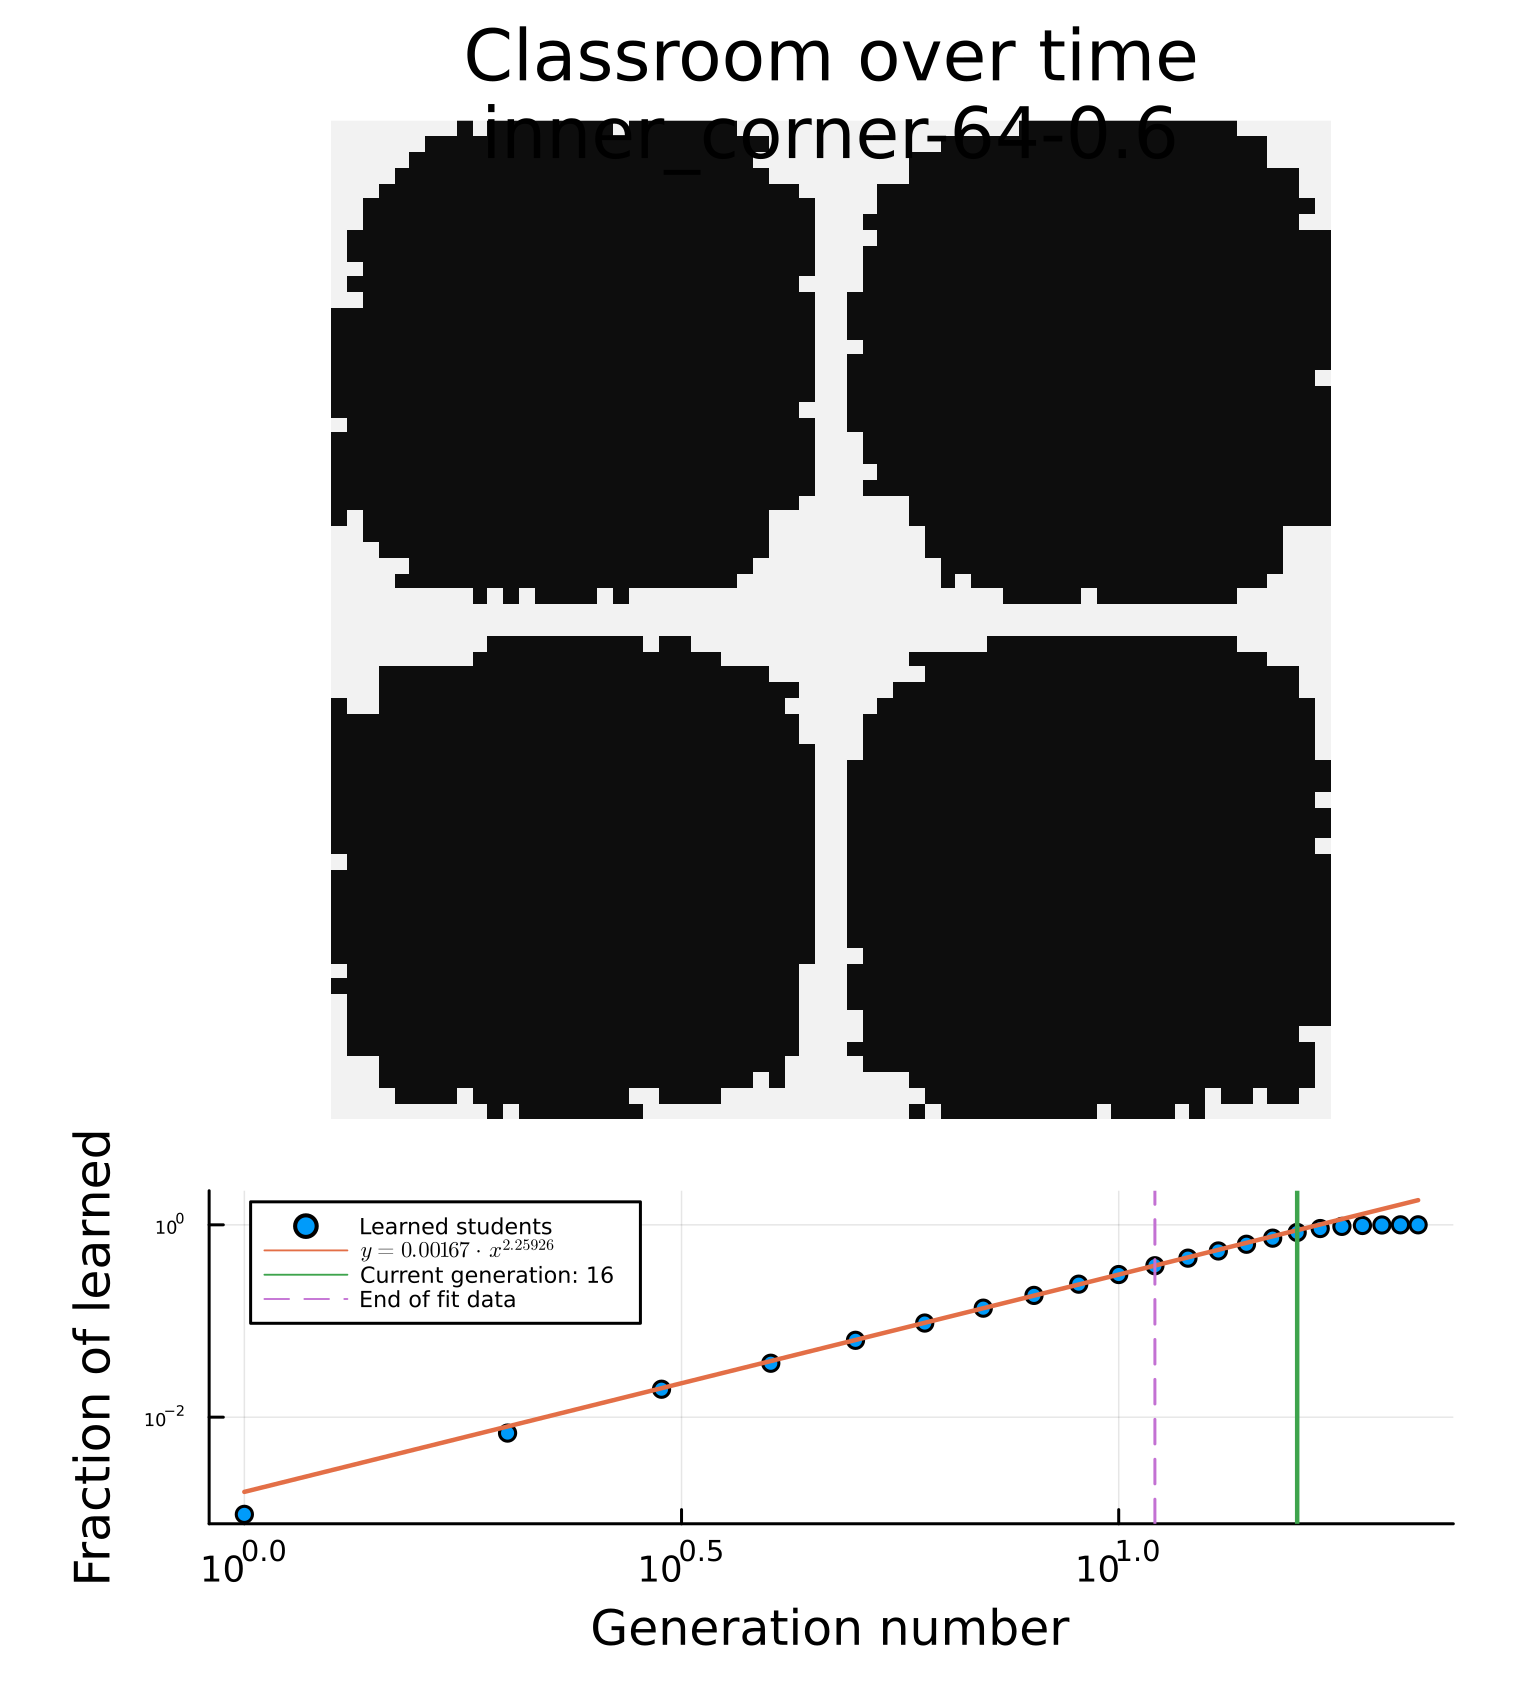 Classroom over time
inner_corner-64-0.6
Fraction of learned
10^0
10^−2
Learned students
y = 0.00167 · x^2.25926
Current generation: 16
End of fit data
10^0.0 10^0.5 10^1.0
Generation number